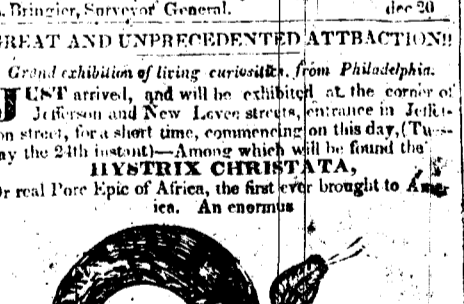 . Bringier, Surveyor General. dec 20
GREAT AND UNPRECEDENTED ATTRACTION!!
Grand exhibition of living curiosities, from Philadelphia.
JUST arrived, and will be exhibited at the corner of
Jefferson and New Levee streets, entrance in Jeffer-
on street, for a short time, commencing on this day, (Tues-
ay the 24th instant)—Among which will be found the
HYSTRIX CHRISTATA,
Or real Pore Epic of Africa, the first ever brought to Amer
ica. An enormus